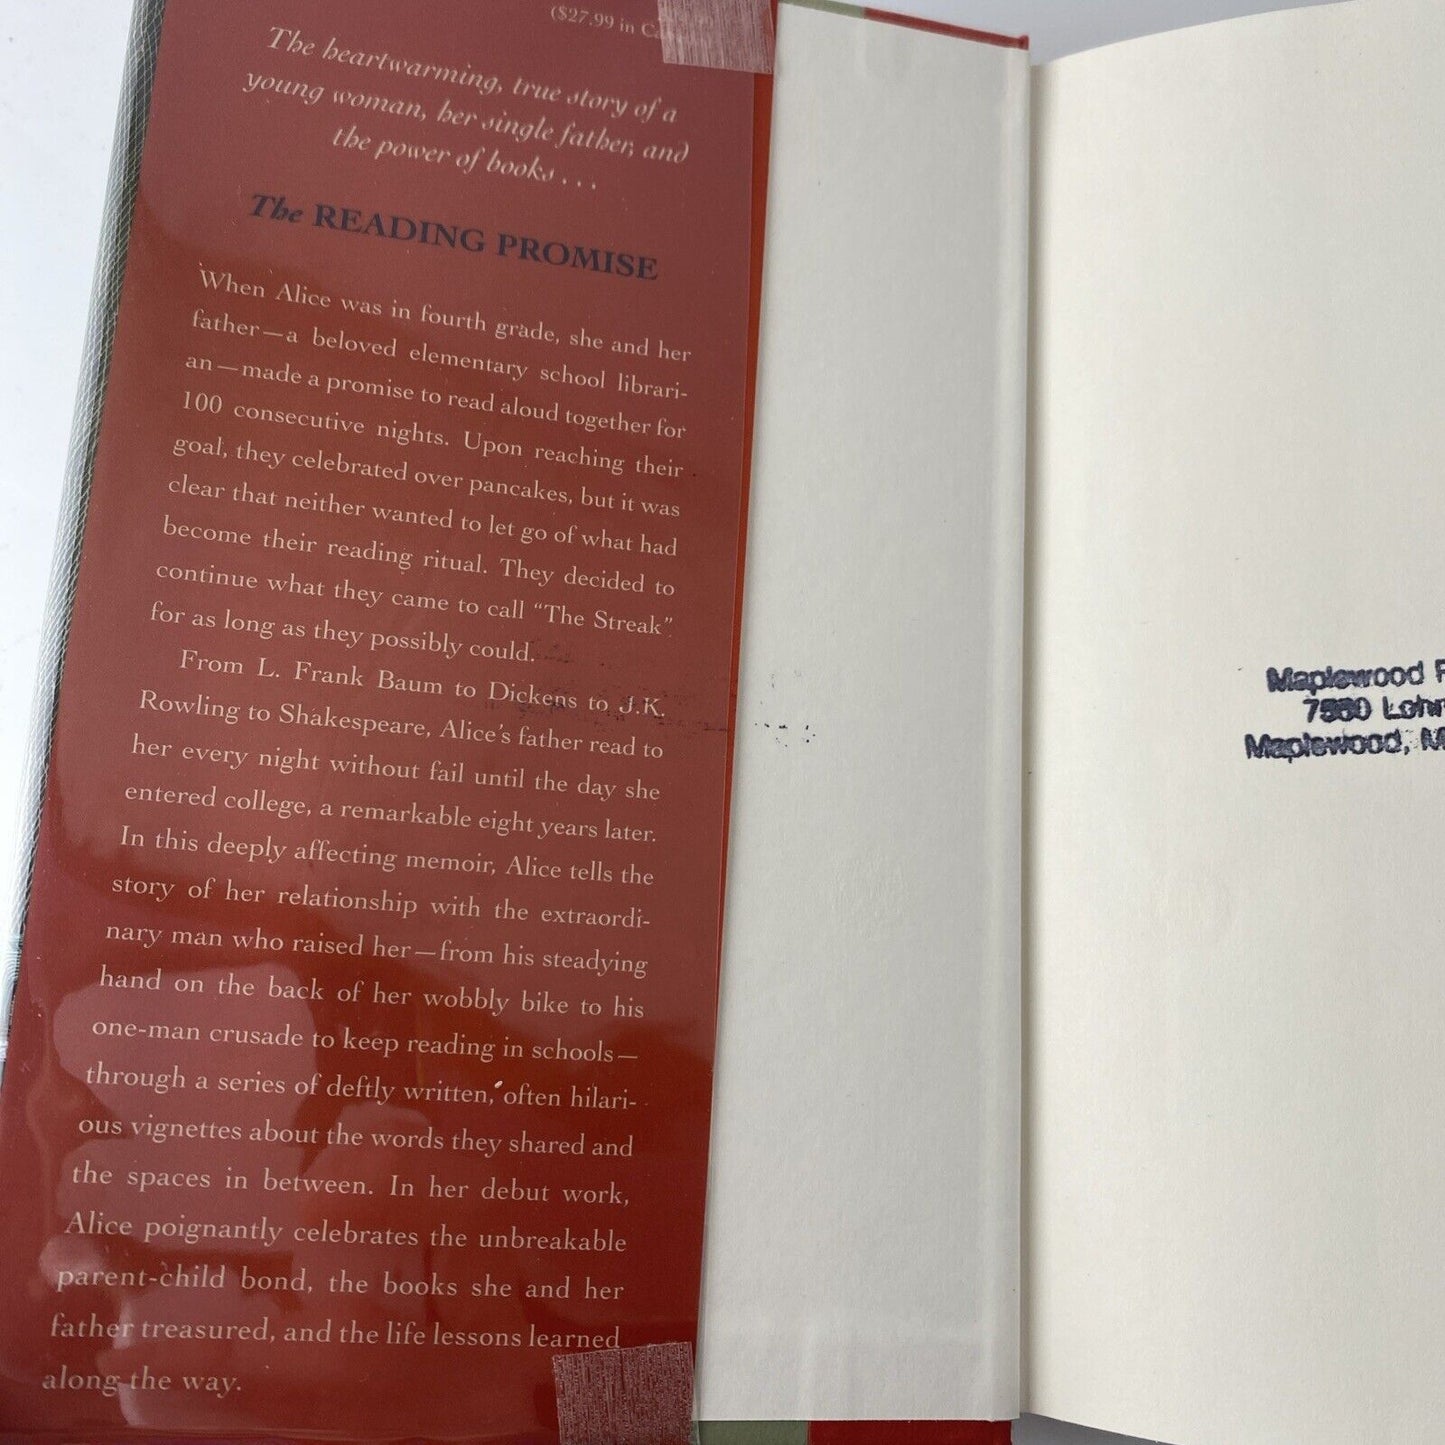 ($27.99 in
The heartwarming, true story of a
young woman, her single father, and
the power of books . . .
The READING PROMISE
When Alice was in fourth grade, she and her
father—a beloved elementary school librari-
an—made a promise to read aloud together for
100 consecutive nights. Upon reaching their
goal, they celebrated over pancakes, but it was
clear that neither wanted to let go of what had
become their reading ritual. They decided to
continue what they came to call “The Streak”
for as long as they possibly could.
From L. Frank Baum to Dickens to J.K.
Rowling to Shakespeare, Alice’s father read to
her every night without fail until the day she
entered college, a remarkable eight years later.
In this deeply affecting memoir, Alice tells the
story of her relationship with the extraordi-
nary man who raised her—from his steadying
hand on the back of her wobbly bike to his
one-man crusade to keep reading in schools—
through a series of deftly written, often hilari-
ous vignettes about the words they shared and
the spaces in between. In her debut work,
Alice poignantly celebrates the unbreakable
parent-child bond, the books she and her
father treasured, and the life lessons learned
along the way.
Maplewood
Maplewood,